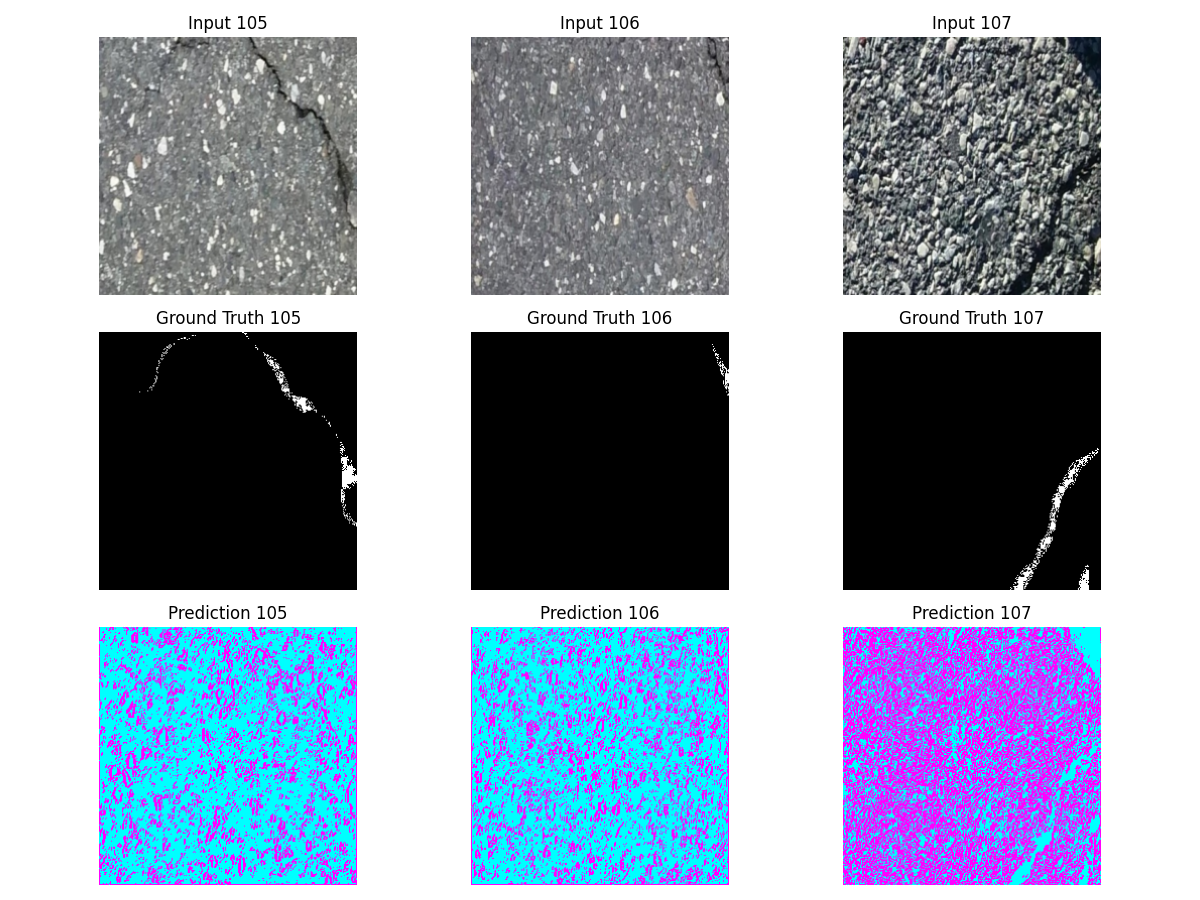 Input 105
Input 106
Input 107
Ground Truth 105
Ground Truth 106
Ground Truth 107
Prediction 105
Prediction 106
Prediction 107